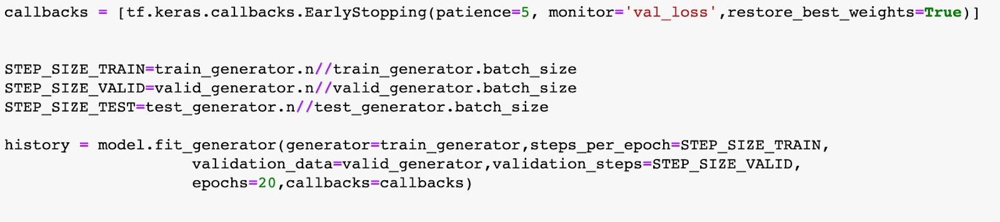 callbacks = [tf.keras.callbacks.EarlyStopping(patience=5, monitor='val_loss',restore_best_weights=True)]
STEP_SIZE_TRAIN=train_generator.n//train_generator.batch_size
STEP_SIZE_VALID=valid_generator.n//valid_generator.batch_size
STEP_SIZE_TEST=test_generator.n//test_generator.batch_size
history = model.fit_generator(generator=train_generator,steps_per_epoch=STEP_SIZE_TRAIN,
validation_data=valid_generator,validation_steps=STEP_SIZE_VALID,
epochs=20,callbacks=callbacks)